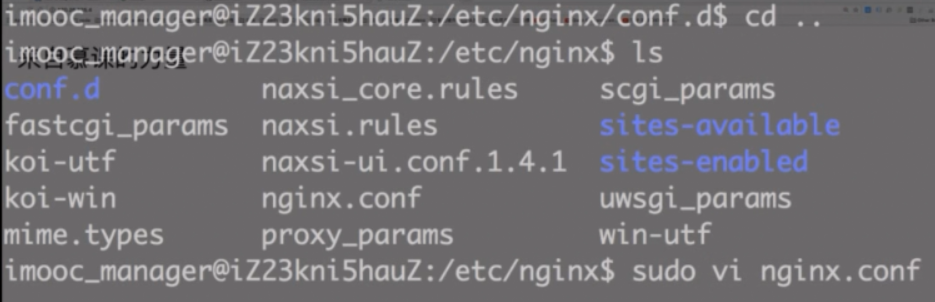 imooc_manager@iZ23kni5hauZ:/etc/nginx/conf.d$ cd ..
imooc_manager@iZ23kni5hauZ:/etc/nginx$ ls
conf.d naxsi_core.rules scgi_params
fastcgi_params naxsi.rules sites-available
koi-utf naxsi-ui.conf.1.4.1 sites-enabled
koi-win nginx.conf uwsgi_params
mime.types proxy_params win-utf
imooc_manager@iZ23kni5hauZ:/etc/nginx$ sudo vi nginx.conf